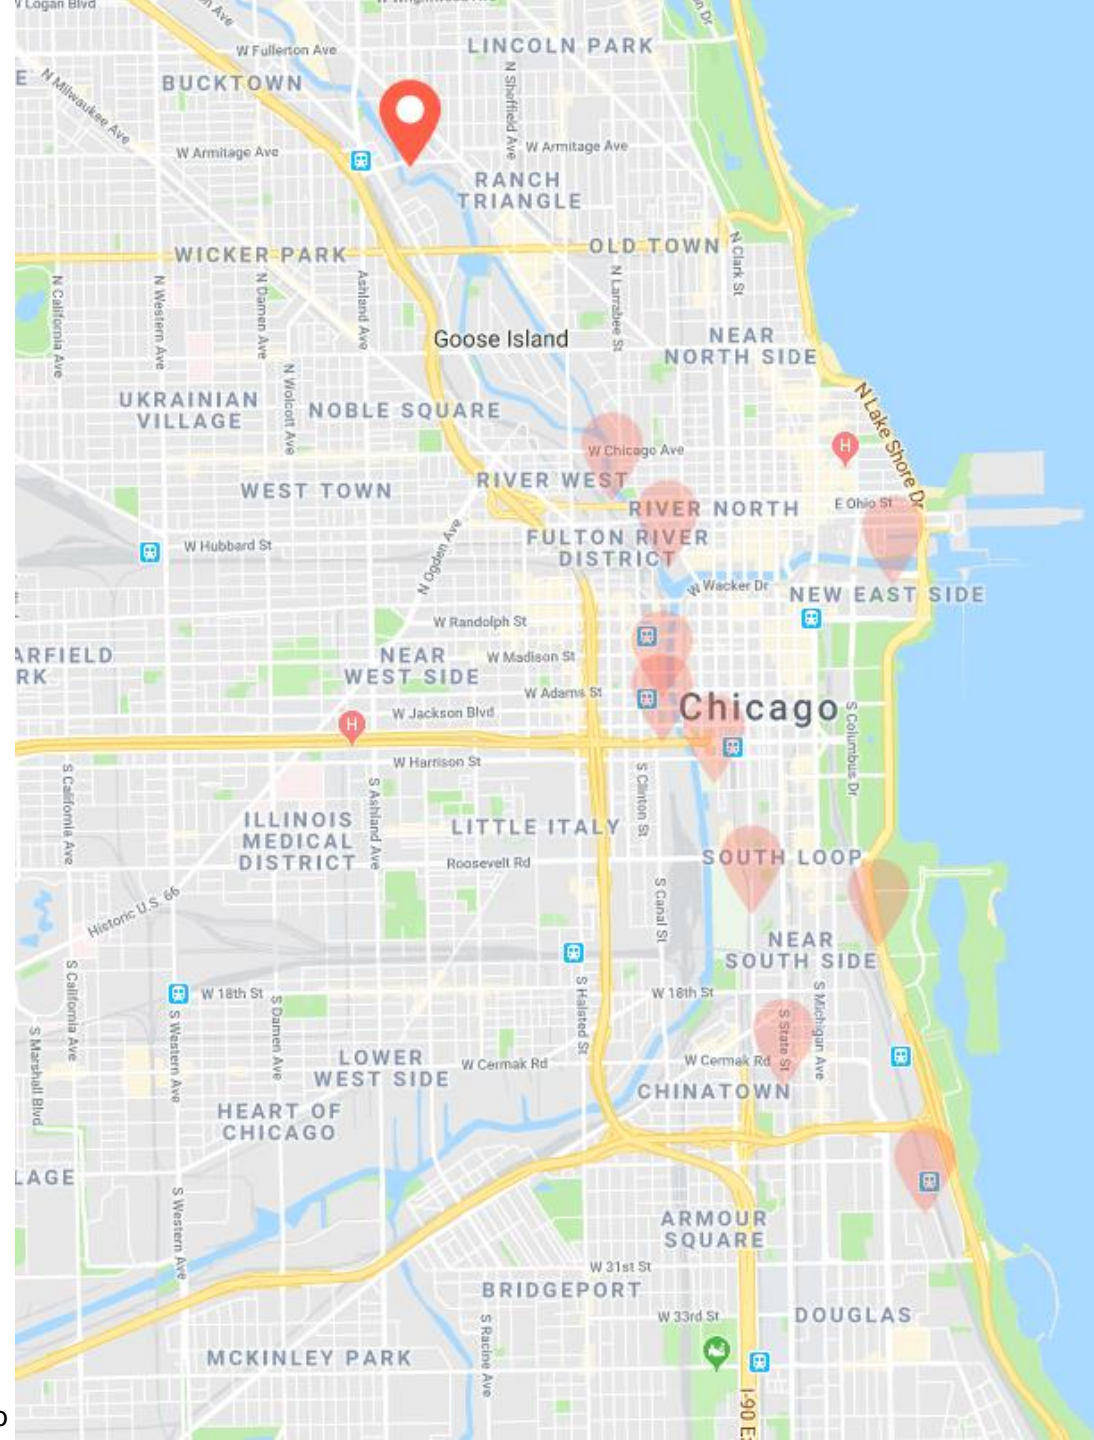 W Logan Blvd
W Fullerton Ave
LINCOLN PARK
BUCKTOWN
N Milwaukee Ave
N Sheffield Ave
W Armitage Ave
W Armitage Ave
RANCH
TRIANGLE
WICKER PARK
OLD TOWN
N Clark St
N California Ave
N Western Ave
N Damen Ave
Ashland Ave
N Larrabee St
Goose Island
NEAR
NORTH SIDE
N Wolcott Ave
UKRAINIAN
VILLAGE
NOBLE SQUARE
N Lake Shore Dr
W Chicago Ave
H
RIVER WEST
WEST TOWN
RIVER NORTH
E Ohio St
FULTON RIVER
DISTRICT
W Hubbard St
N Ogden Ave
W Wacker Dr
NEW EAST SIDE
W Randolph St
ARFIELD
RK
NEAR
WEST SIDE
W Madison St
W Adams St
Chicago
W Jackson Blvd
H
S Columbus Dr
W Harrison St
S California Ave
S Ashland Ave
S Clinton St
ILLINOIS
MEDICAL
DISTRICT
LITTLE ITALY
SOUTH LOOP
Roosevelt Rd
Historic U.S. 66
S Canal St
NEAR
SOUTH SIDE
S California Ave
W 18th St
W 18th St
S Western Ave
S Damen Ave
S Halsted St
S State St
S Michigan Ave
S Marshall Blvd
LOWER
WEST SIDE
W Cermak Rd
W Cermak Rd
CHINATOWN
HEART OF
CHICAGO
LAGE
S Western Ave
ARMOUR
SQUARE
W 31st St
BRIDGEPORT
W 33rd St
DOUGLAS
S Racine Ave
MCKINLEY PARK
I-90 E